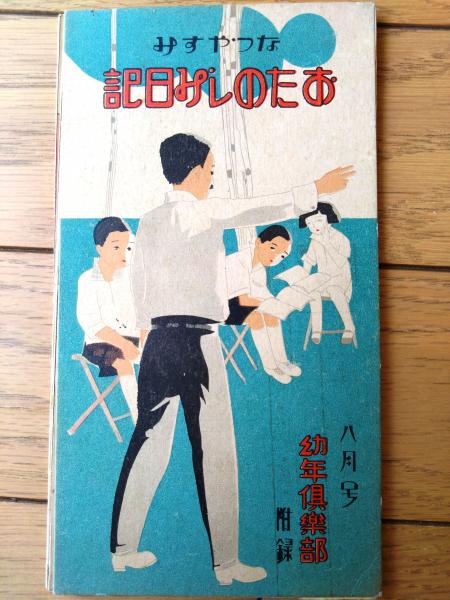 なつやすみ
おたのしみ日記
八月号
幼年倶樂部
附録